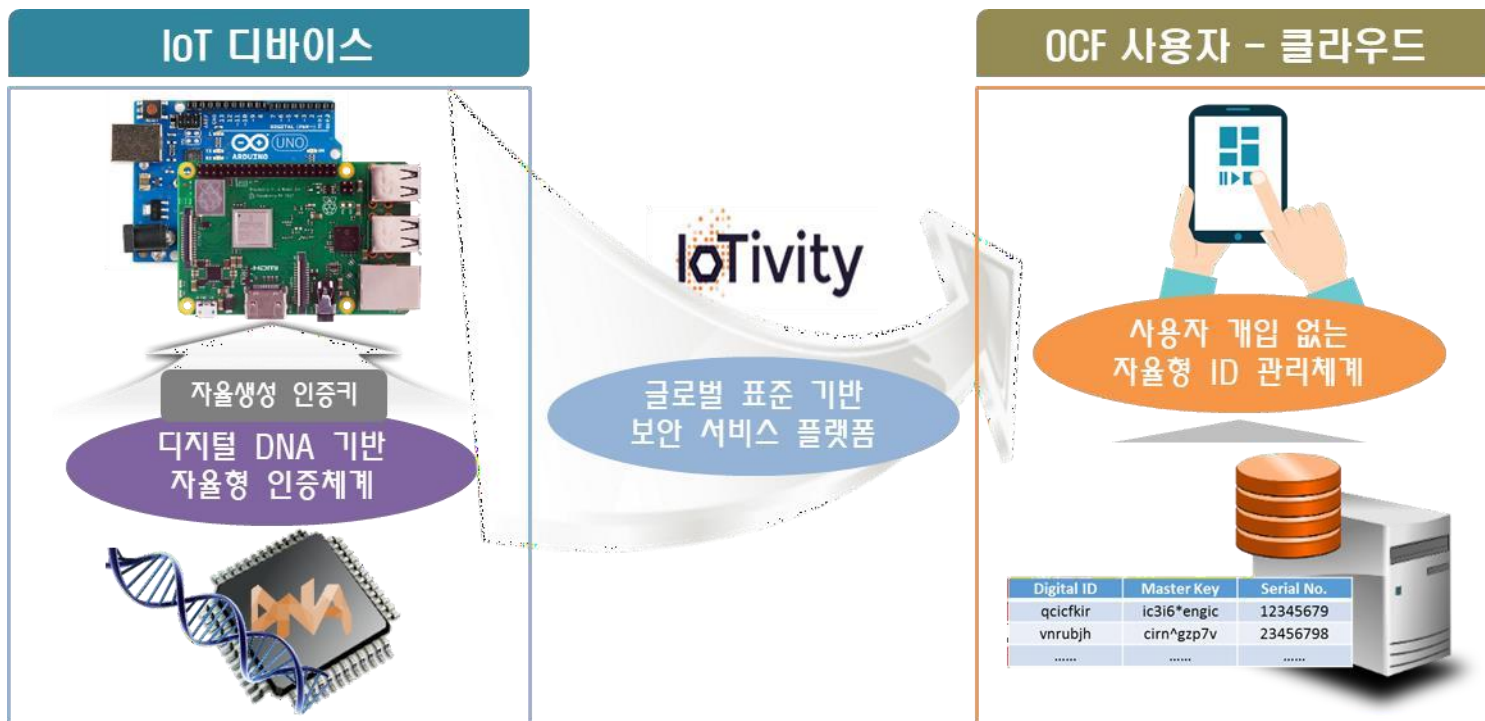 IoT 디바이스
OCF 사용자 - 클라우드
UNO
ARDUINO
HDMI
자율생성 인증키
디지털 DNA 기반
자율형 인증체계
DNA
IoTivity
글로벌 표준 기반
보안 서비스 플랫폼
사용자 개입 없는
자율형 ID 관리체계
Digital ID Master Key Serial No.
qcicfkir ic3i6*engic 12345679
vnrubjh cirn^gzp7v 23456798
...... ...... ......